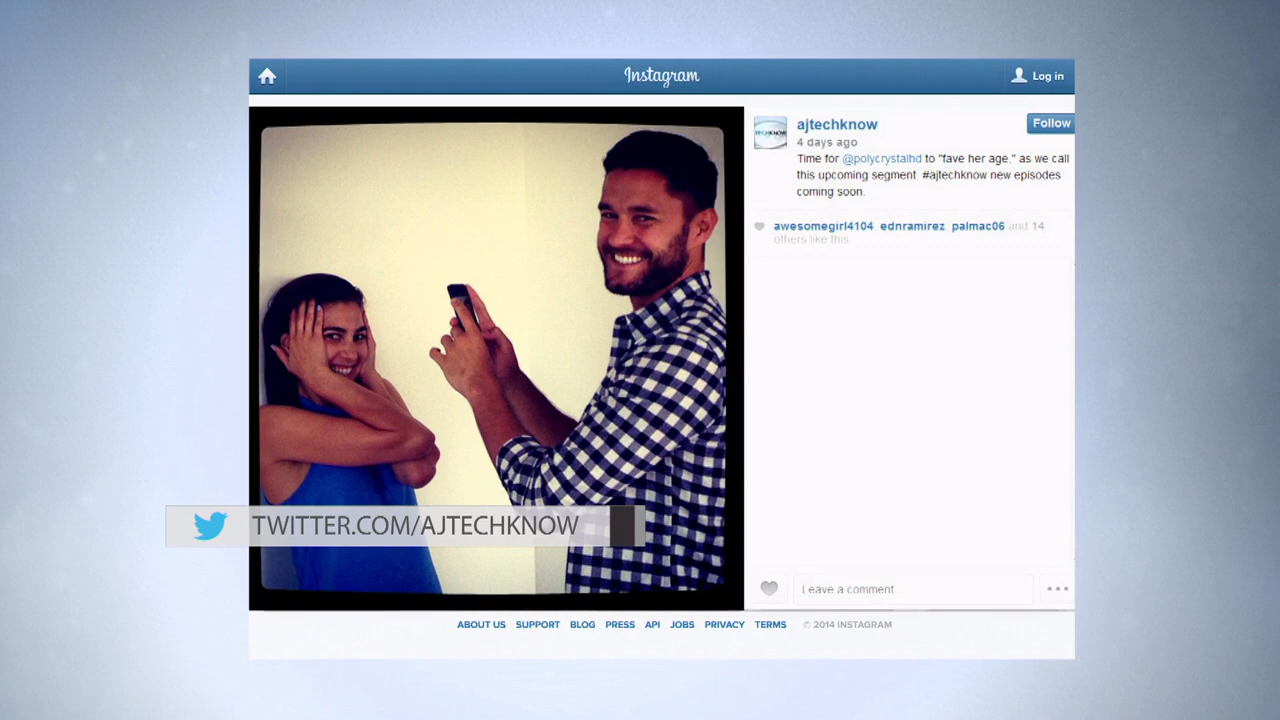 Instagram
Log in
TECHKNOW
ajtechknow
Follow
4 days ago
Time for @polycrystalhd to "fave her age," as we call
this upcoming segment #ajtechknow new episodes
coming soon.
awesomegirl4104 ednramirez palmac06 and 14
others like this.
TWITTER.COM/AJTECHKNOW
Leave a comment
ABOUT US SUPPORT BLOG PRESS API JOBS PRIVACY TERMS © 2014 INSTAGRAM